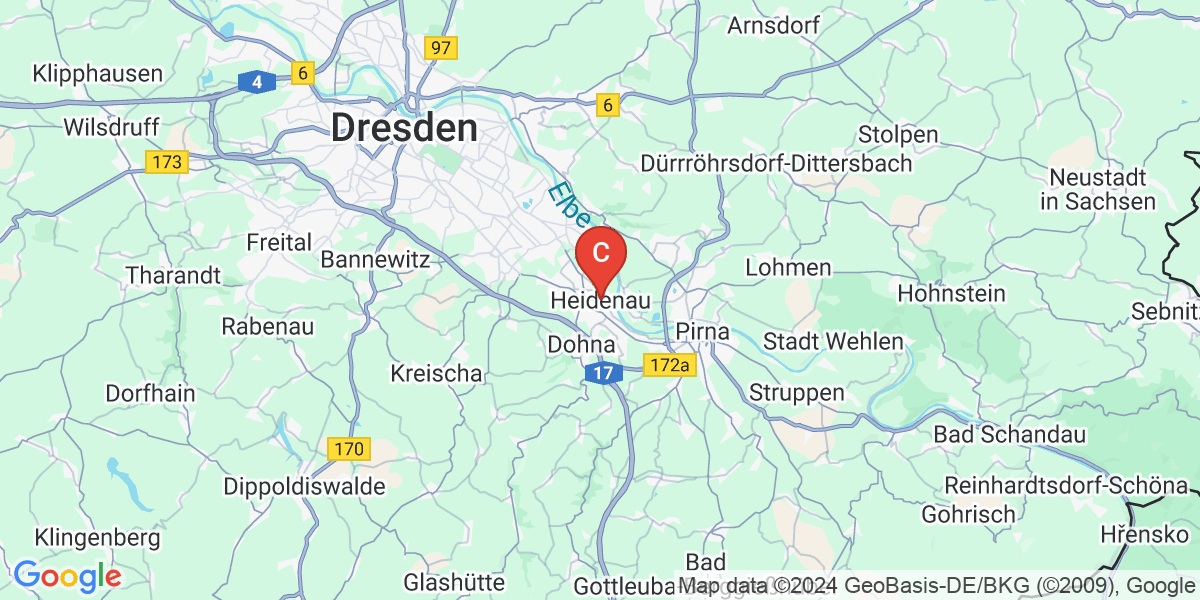 Arnsdorf
97
Klipphausen
6
4
6
Wilsdruff
Dresden
Stolpen
173
Dürrröhrsdorf-Dittersbach
Neustadt
in Sachsen
Elbe
Freital
Bannewitz
C
Tharandt
Lohmen
Hohnstein
Heidenau
Sebnitz
Rabenau
Pirna
Dohna
Stadt Wehlen
172a
17
Kreischa
Dorfhain
Struppen
Bad Schandau
170
Dippoldiswalde
Reinhardtsdorf-Schöna
Gohrisch
Klingenberg
Hřensko
Bad
Google
Glashütte
Gottleuba-
Map data ©2024 GeoBasis-DE/BKG (©2009), Google